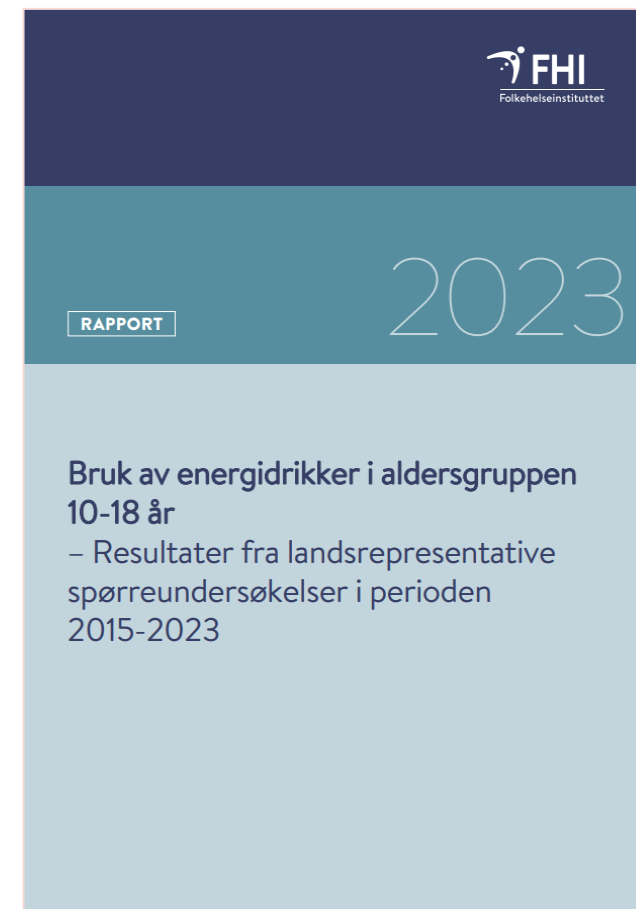 FHI
Folkehelseinstituttet
2023
RAPPORT
Bruk av energidrikker i aldersgruppen
10-18 år
– Resultater fra landsrepresentative
spørreundersøkelser i perioden
2015-2023